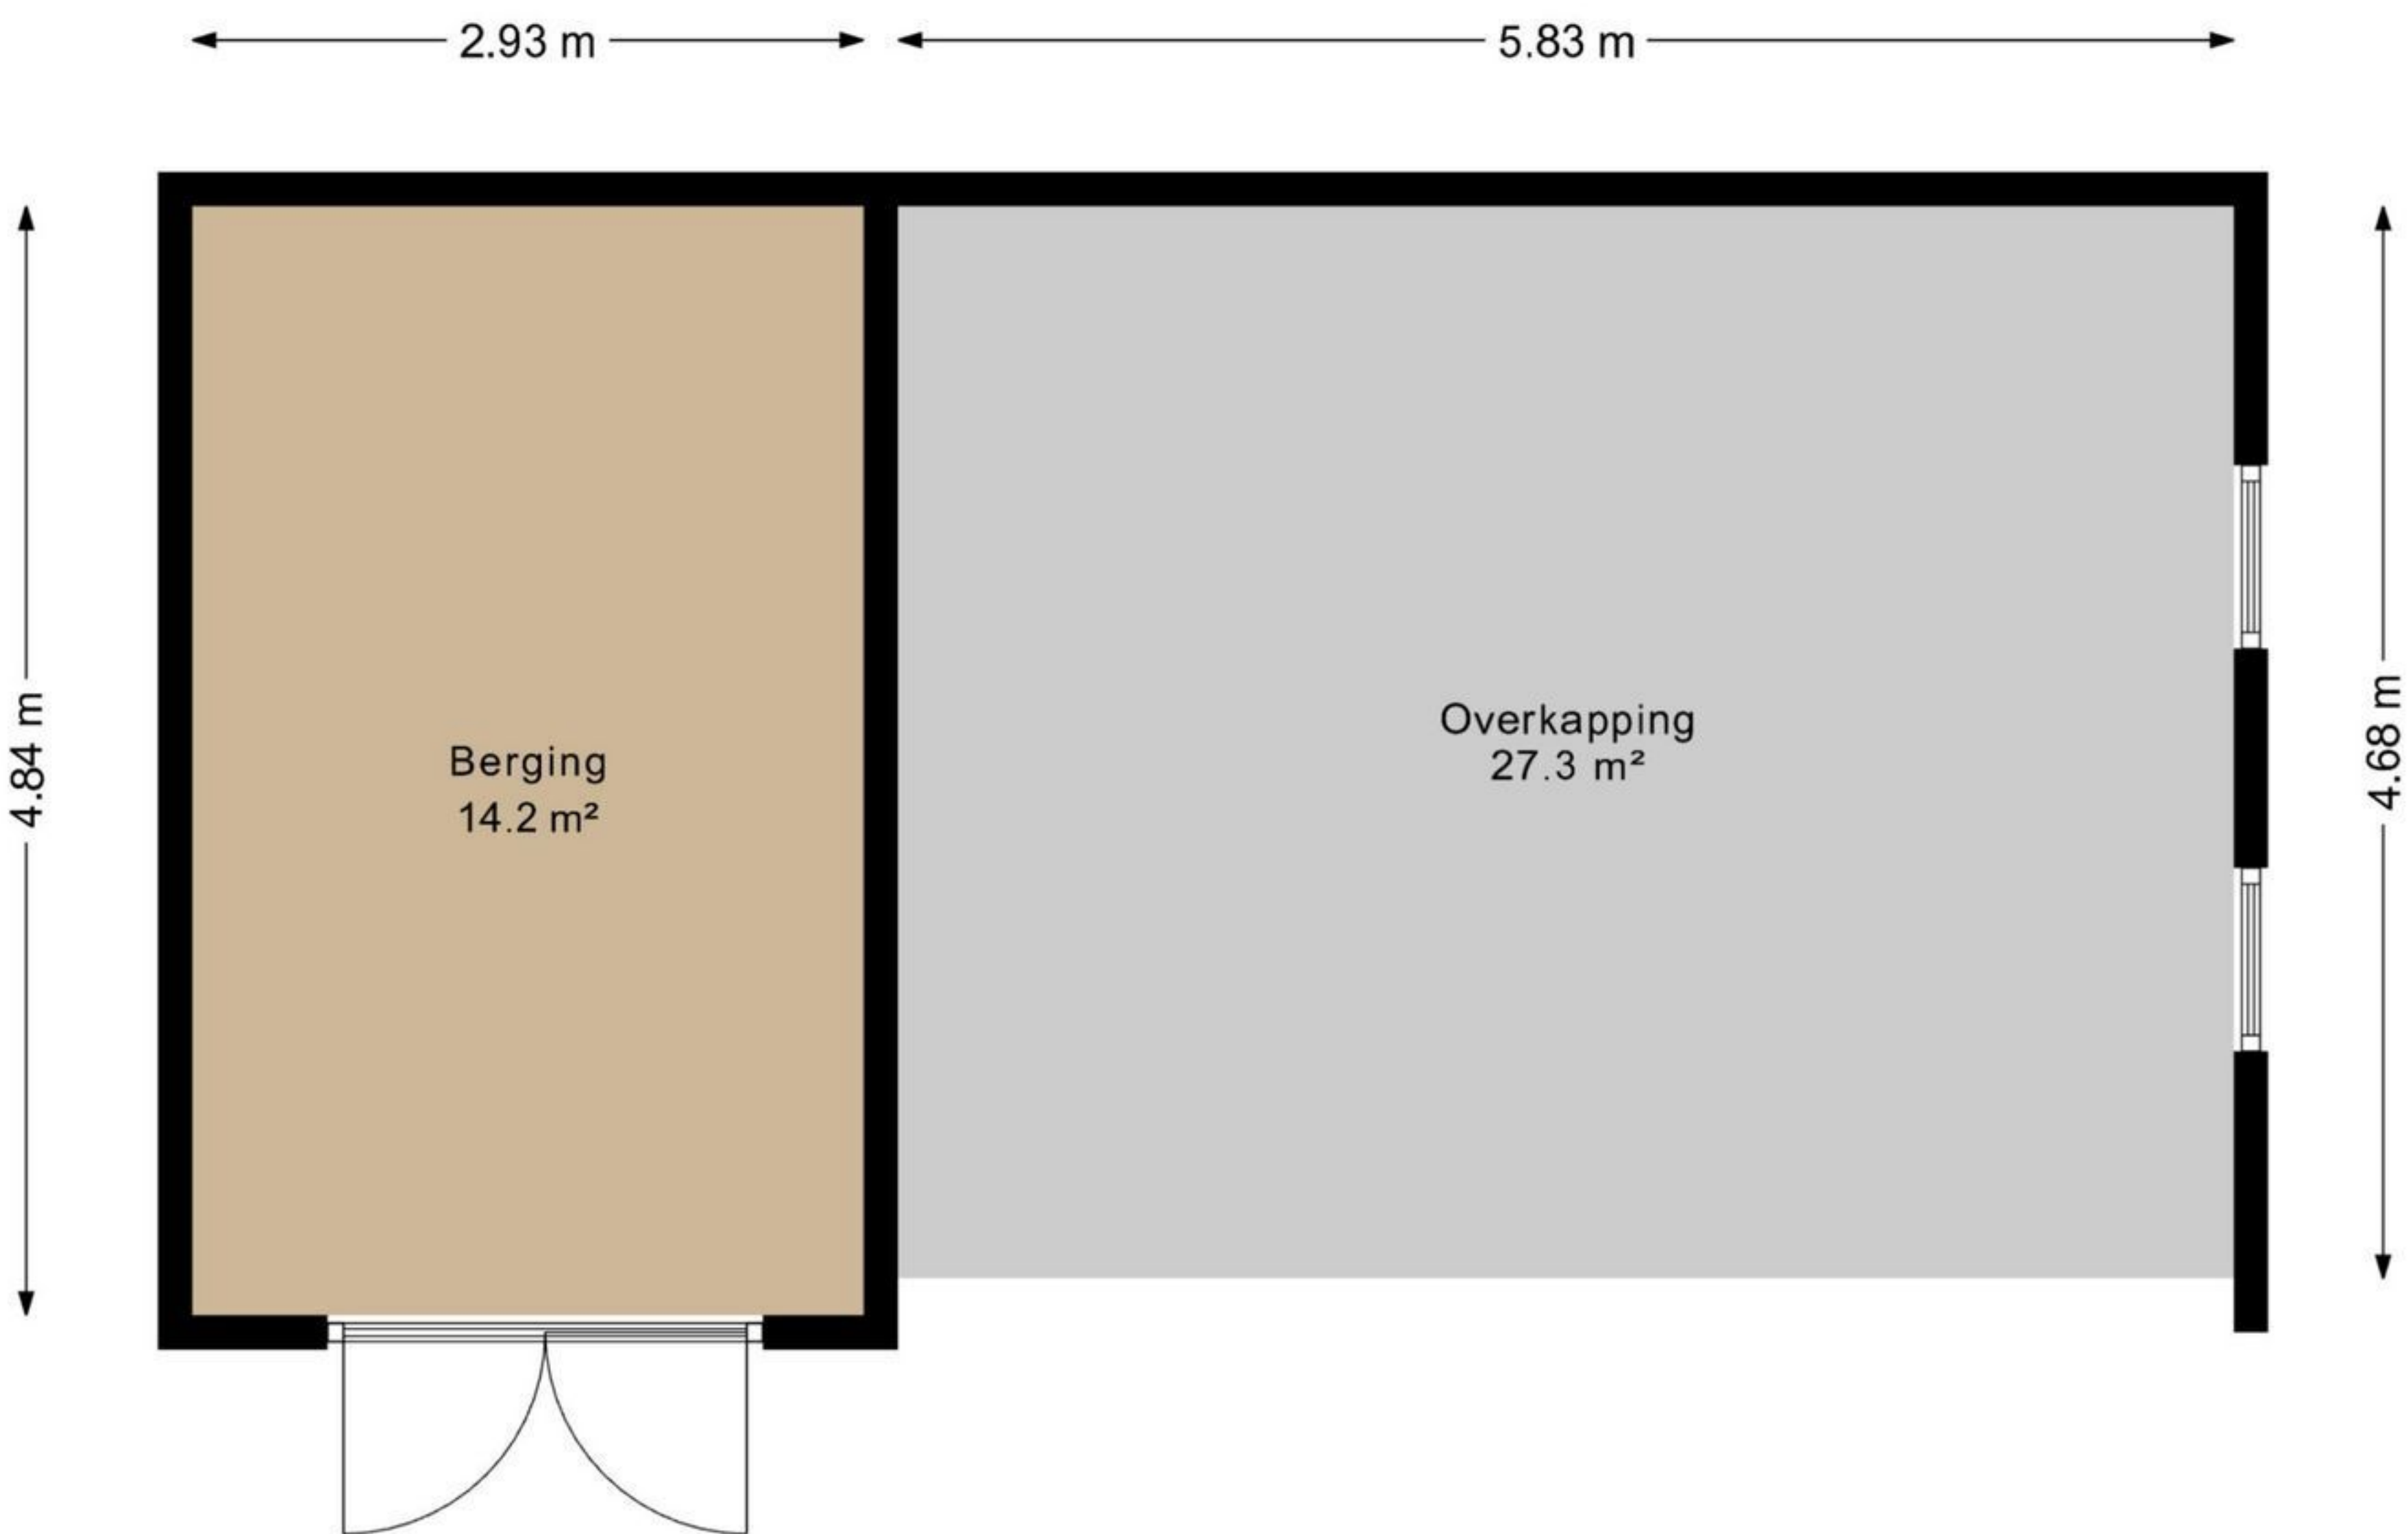 2.93 m
5.83 m
4.84 m
Berging
14.2 m²
Overkapping
27.3 m²
4.68 m